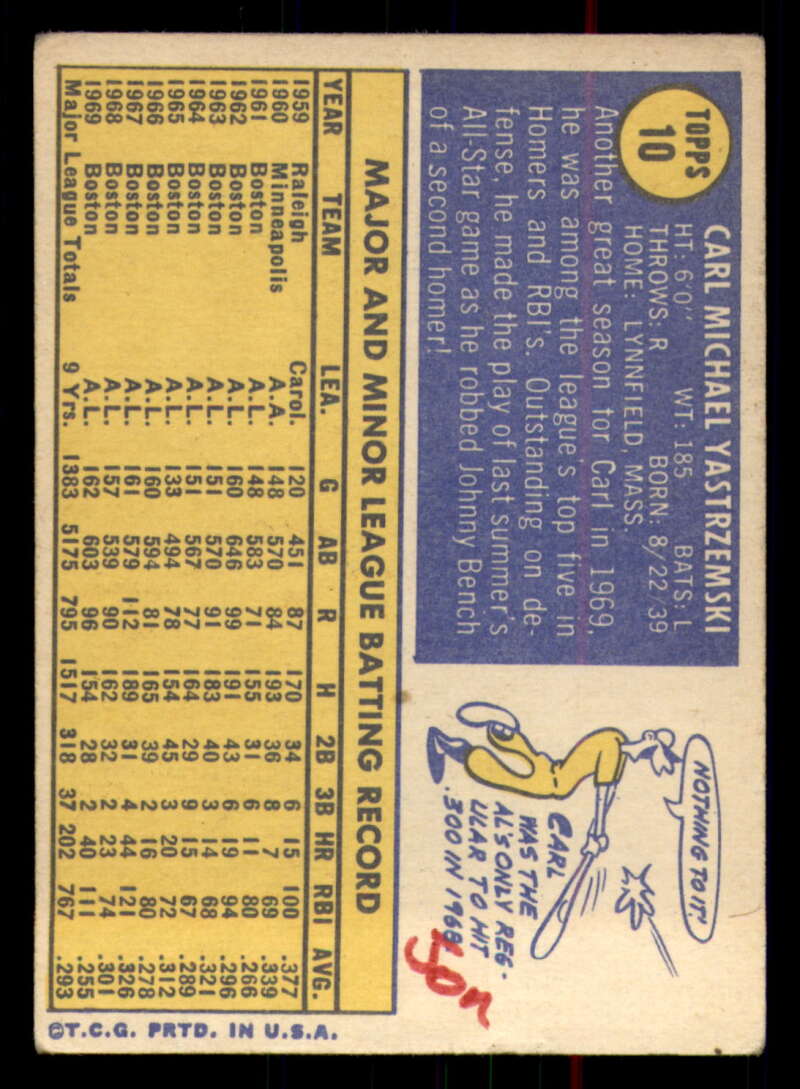 TOPPS
10
CARL MICHAEL YASTRZEMSKI
HT: 6'0" WT: 185 BATS: L
THROWS: R BORN: 8/22/39
HOME: LYNNFIELD, MASS.
Another great season for Carl in 1969,
he was among the league's top five in
Homers and RBI's. Outstanding on de-
fense, he made the play of last summer's
All-Star game as he robbed Johnny Bench
of a second homer!
NOTHING TO IT!
CARL
WAS THE
AL'S ONLY REG-
ULAR TO HIT
.300 IN 1968
MAJOR AND MINOR LEAGUE BATTING RECORD
YEAR TEAM LEA. G AB R H 2B 3B HR RBI AVG.
1959 Raleigh Carol. 120 451 87 170 34 6 15 100 .377
1960 Minneapolis A.A. 148 570 84 193 36 8 7 69 .339
1961 Boston A.L. 148 583 71 155 31 6 11 80 .266
1962 Boston A.L. 160 646 99 191 43 6 19 94 .296
1963 Boston A.L. 151 570 91 183 40 3 14 68 .321
1964 Boston A.L. 151 567 77 164 29 9 15 67 .289
1965 Boston A.L. 133 494 78 154 45 3 20 72 .312
1966 Boston A.L. 160 594 81 165 39 2 16 80 .278
1967 Boston A.L. 161 579 112 189 31 4 44 121 .326
1968 Boston A.L. 157 539 90 162 32 2 23 74 .301
1969 Boston A.L. 162 603 96 154 28 2 40 111 .255
Major League Totals 9 Yrs. 1383 5175 795 1517 318 37 202 767 .293
©T.C.G. PRTD. IN U.S.A.